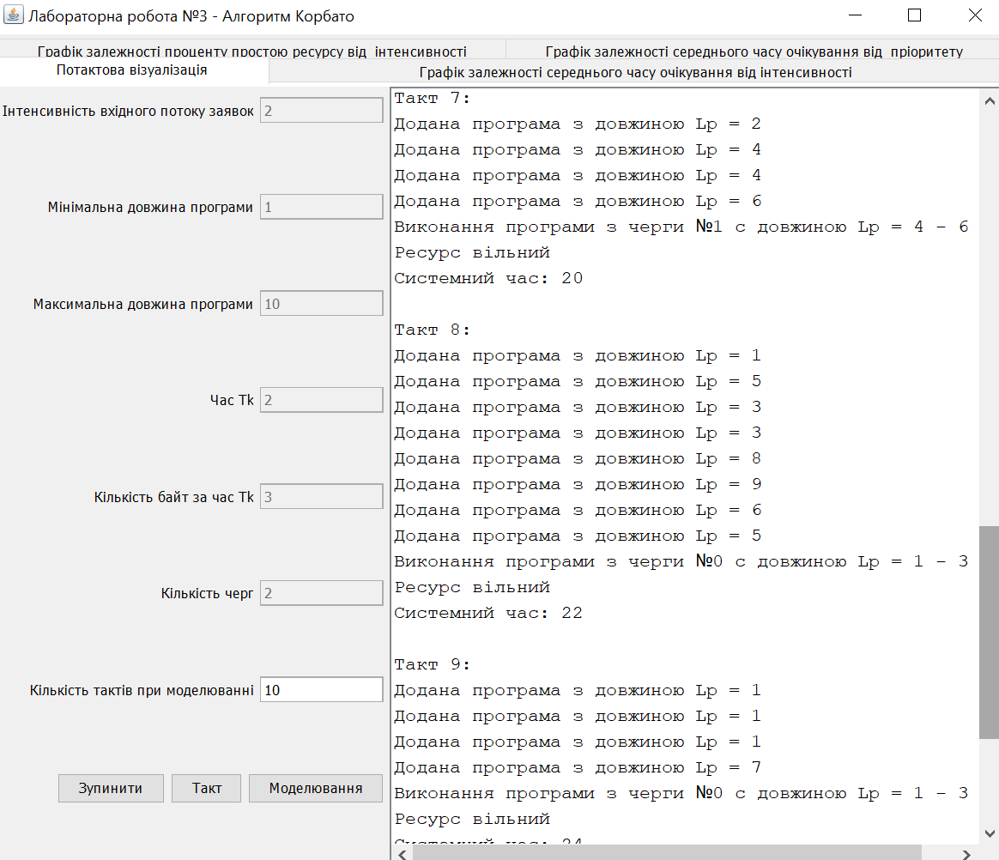 Лабораторна робота №3 - Алгоритм Корбато
Графік залежності проценту простою ресурсу від інтенсивності
Графік залежності середнього часу очікування від пріоритету
Потактова візуалізація
Графік залежності середнього часу очікування від інтенсивності
Інтенсивність вхідного потоку заявок 2
Мінімальна довжина програми 1
Максимальна довжина програми 10
Час Tk 2
Кількість байт за час Tk 3
Кількість черг 2
Кількість тактів при моделюванні 10
Зупинити
Такт
Моделювання
Такт 7:
Додана програма з довжиною Lp = 2
Додана програма з довжиною Lp = 4
Додана програма з довжиною Lp = 4
Додана програма з довжиною Lp = 6
Виконання програми з черги №1 с довжиною Lp = 4 - 6
Ресурс вільний
Системний час: 20
Такт 8:
Додана програма з довжиною Lp = 1
Додана програма з довжиною Lp = 5
Додана програма з довжиною Lp = 3
Додана програма з довжиною Lp = 3
Додана програма з довжиною Lp = 8
Додана програма з довжиною Lp = 9
Додана програма з довжиною Lp = 6
Додана програма з довжиною Lp = 5
Виконання програми з черги №0 с довжиною Lp = 1 - 3
Ресурс вільний
Системний час: 22
Такт 9:
Додана програма з довжиною Lp = 1
Додана програма з довжиною Lp = 1
Додана програма з довжиною Lp = 1
Додана програма з довжиною Lp = 7
Виконання програми з черги №0 с довжиною Lp = 1 - 3
Ресурс вільний
Системний час: 24